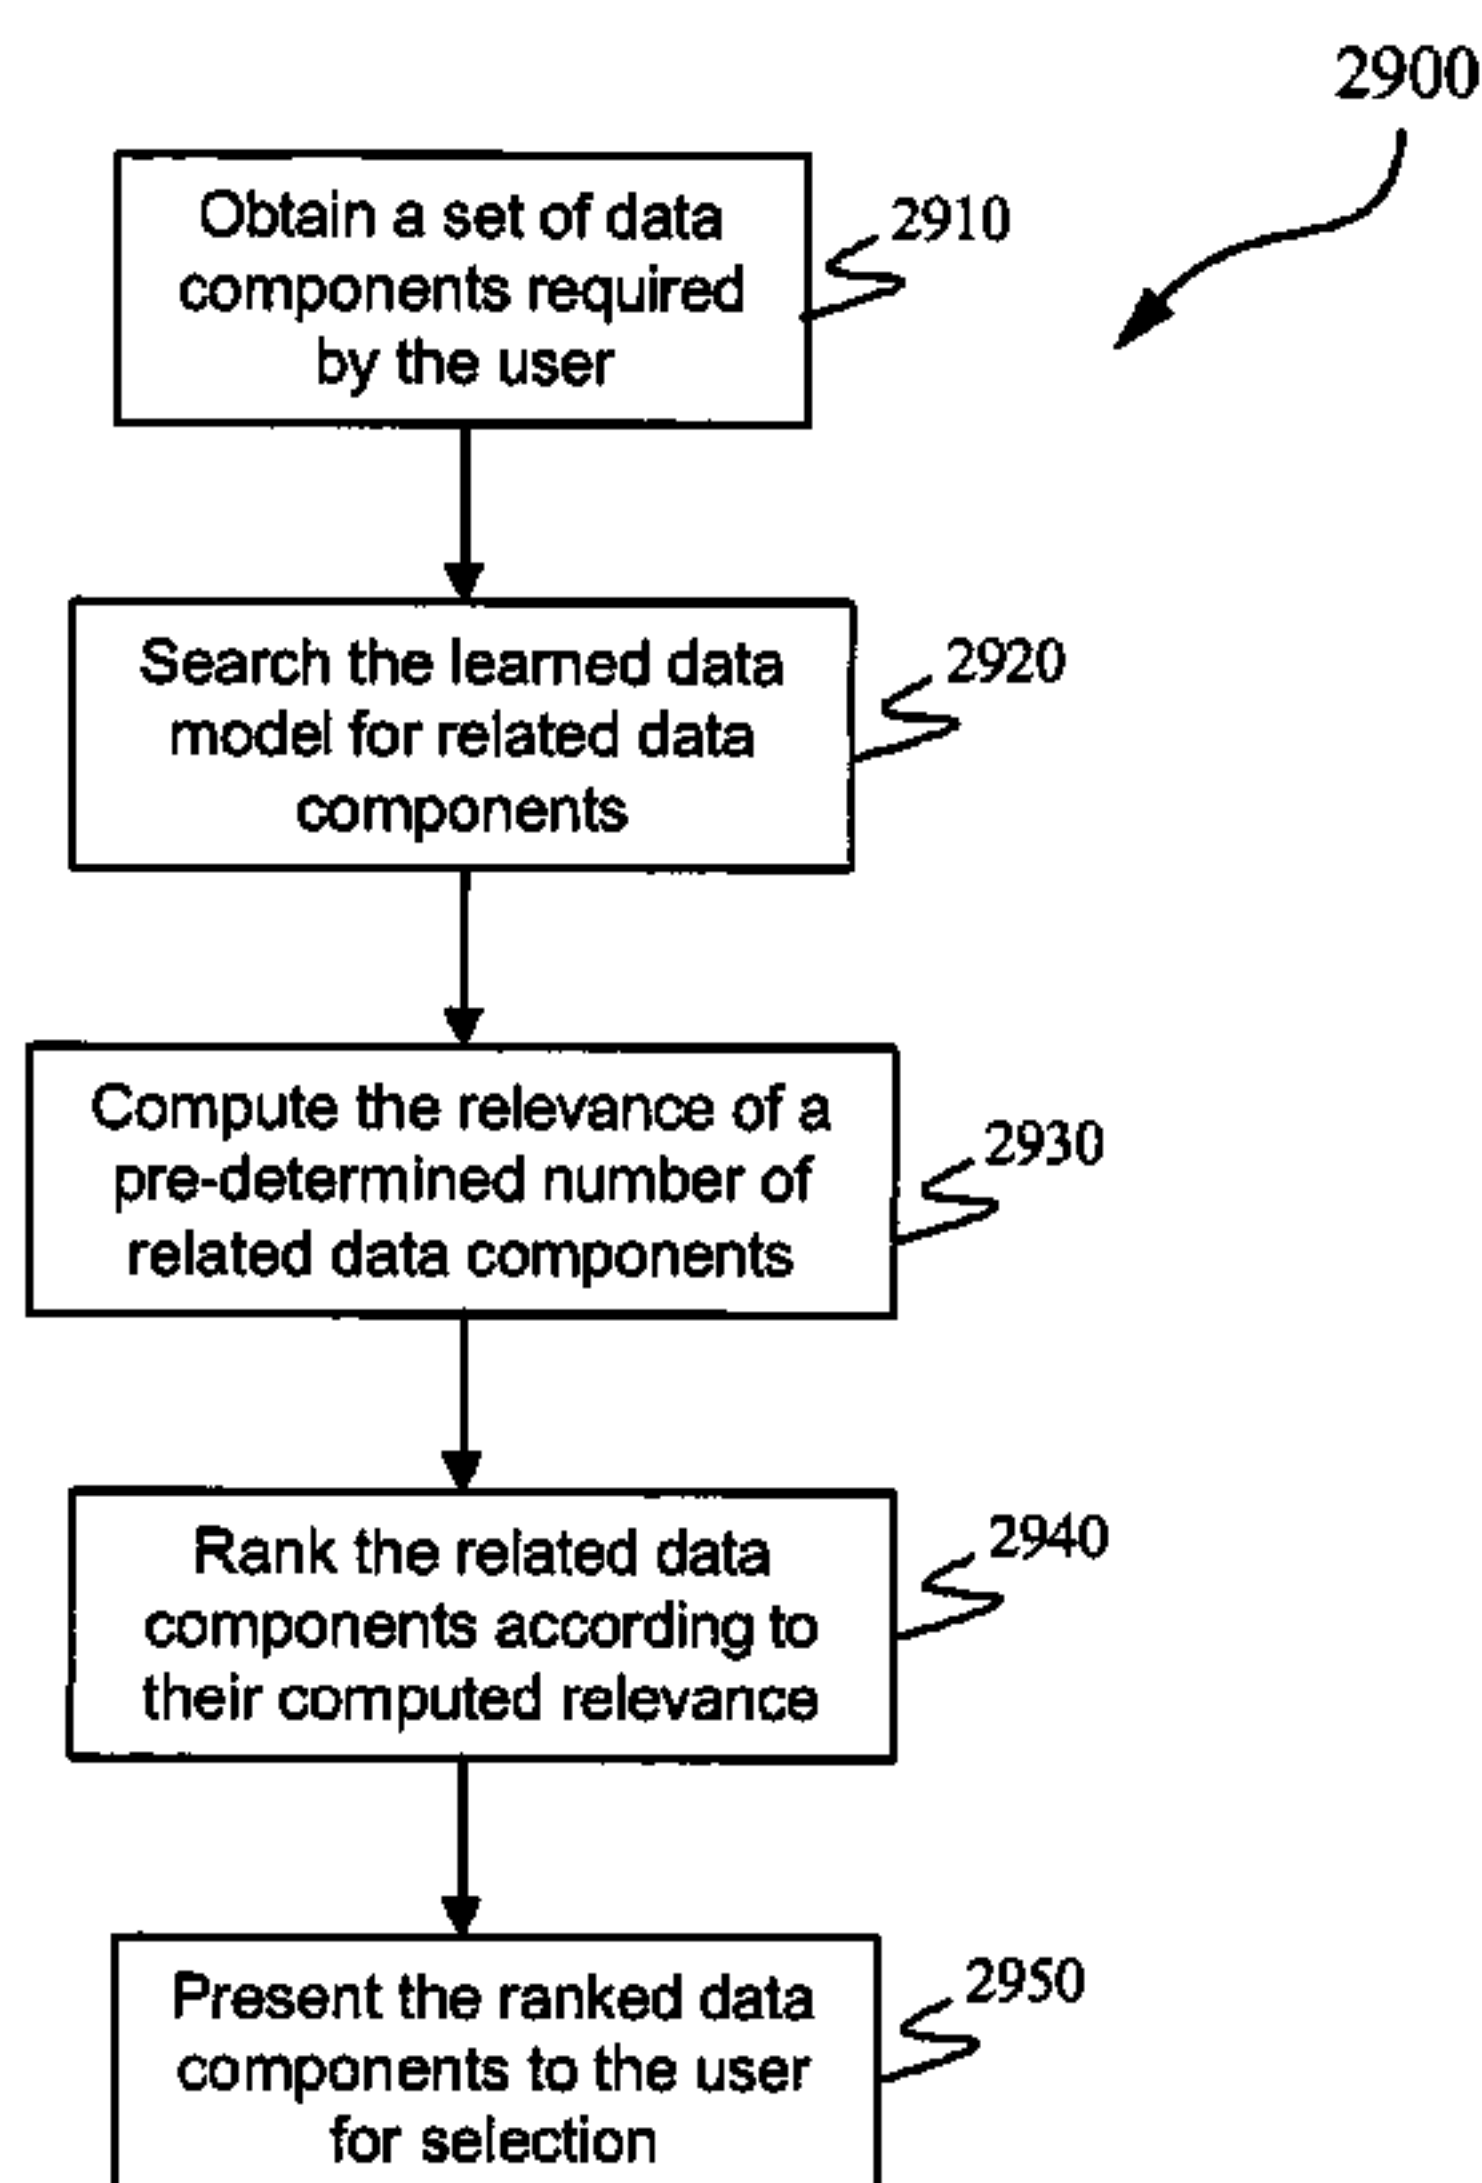 2900
Obtain a set of data
components required
by the user
2910
Search the learned data
model for related data
components
2920
Compute the relevance of a
pre-determined number of
related data components
2930
Rank the related data
components according to
their computed relevance
2940
Present the ranked data
components to the user
for selection
2950